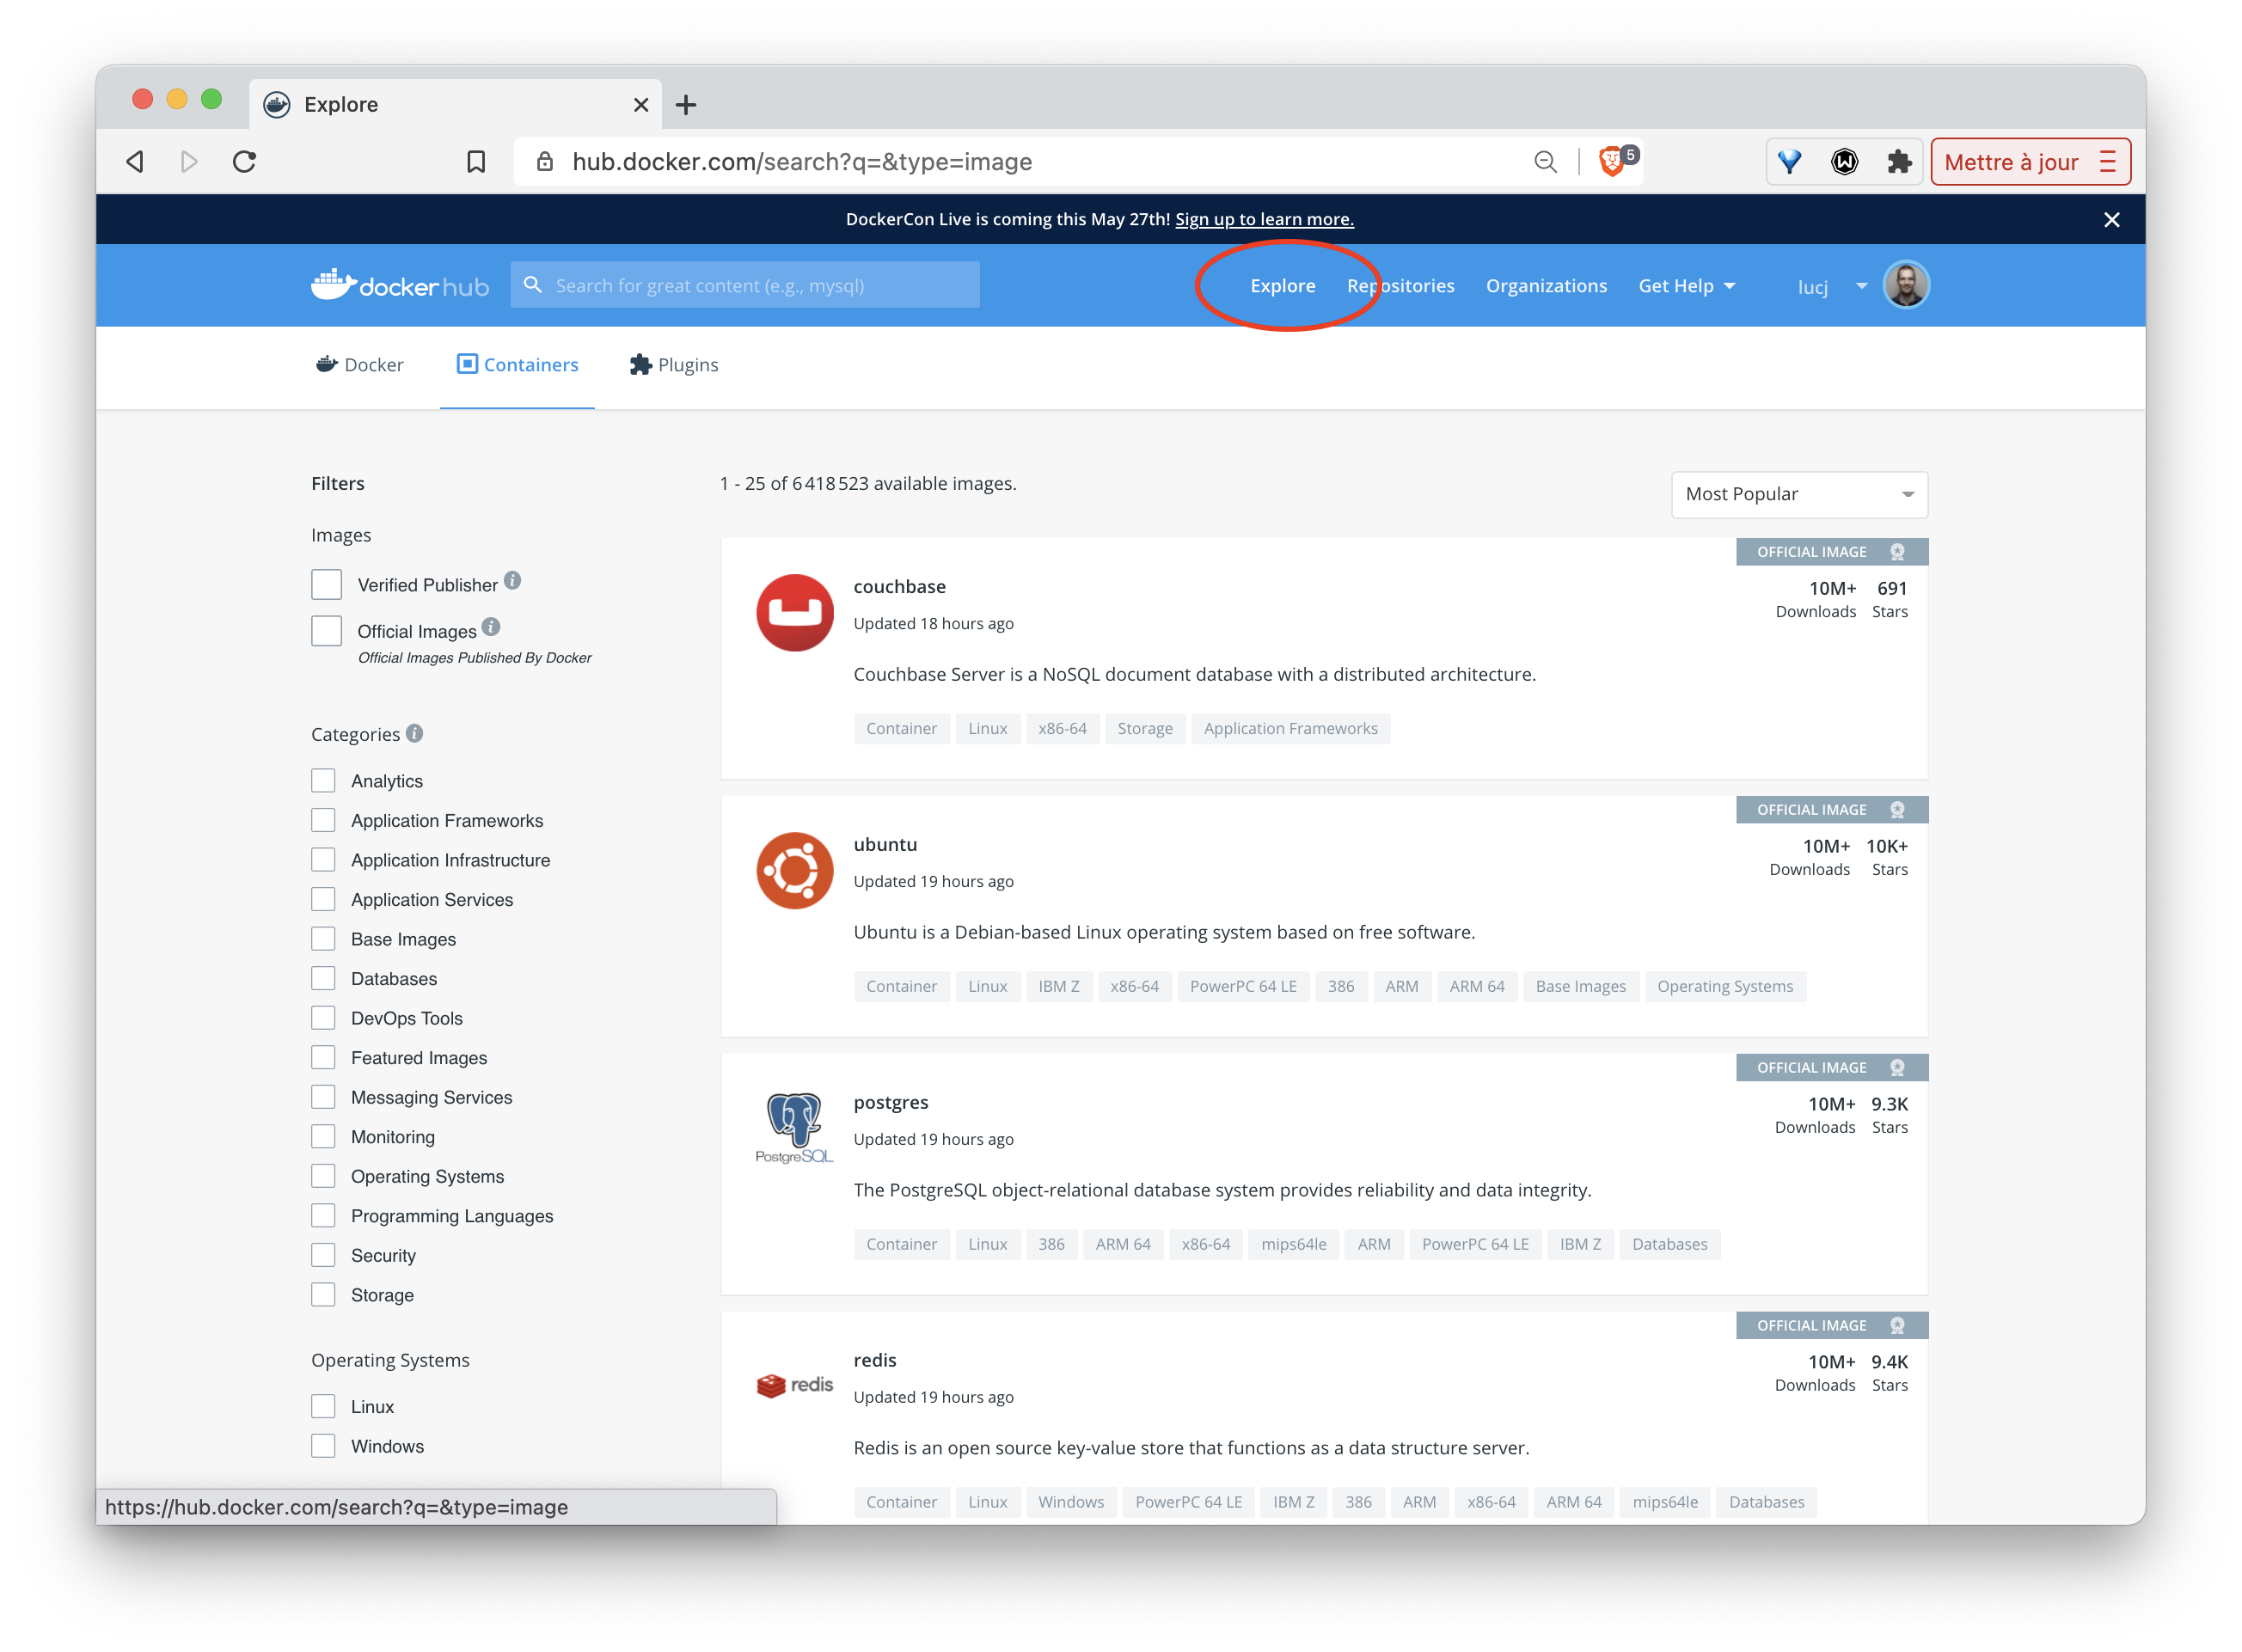 Explore
hub.docker.com/search?q=&type=image
5
Mettre à jour
DockerCon Live is coming this May 27th! Sign up to learn more.
docker hub
Search for great content (e.g., mysql)
Explore
Repositories
Organizations
Get Help
lucj
Docker
Containers
Plugins
Filters
Images
Verified Publisher
Official Images
Official Images Published By Docker
Categories
Analytics
Application Frameworks
Application Infrastructure
Application Services
Base Images
Databases
DevOps Tools
Featured Images
Messaging Services
Monitoring
Operating Systems
Programming Languages
Security
Storage
Operating Systems
Linux
Windows
1 - 25 of 6 418 523 available images.
Most Popular
OFFICIAL IMAGE
couchbase
10M+ 691
Downloads Stars
Updated 18 hours ago
Couchbase Server is a NoSQL document database with a distributed architecture.
Container Linux x86-64 Storage Application Frameworks
OFFICIAL IMAGE
ubuntu
10M+ 10K+
Downloads Stars
Updated 19 hours ago
Ubuntu is a Debian-based Linux operating system based on free software.
Container Linux IBM Z x86-64 PowerPC 64 LE 386 ARM ARM 64 Base Images Operating Systems
OFFICIAL IMAGE
PostgreSQL
postgres
10M+ 9.3K
Downloads Stars
Updated 19 hours ago
The PostgreSQL object-relational database system provides reliability and data integrity.
Container Linux 386 ARM 64 x86-64 mips64le ARM PowerPC 64 LE IBM Z Databases
OFFICIAL IMAGE
redis
redis
10M+ 9.4K
Downloads Stars
Updated 19 hours ago
Redis is an open source key-value store that functions as a data structure server.
Container Linux Windows PowerPC 64 LE IBM Z 386 ARM x86-64 ARM 64 mips64le Databases
https://hub.docker.com/search?q=&type=image